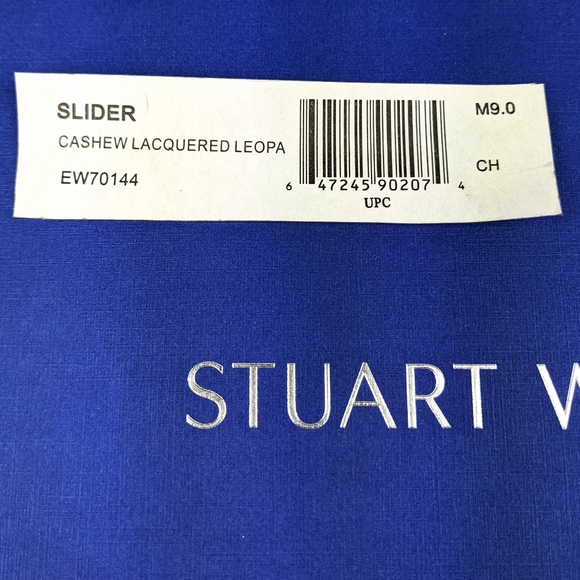 SLIDER
CASHEW LACQUERED LEOPA
EW70144
6 47245 90207 4
UPC
M9.0
CH
STUART W